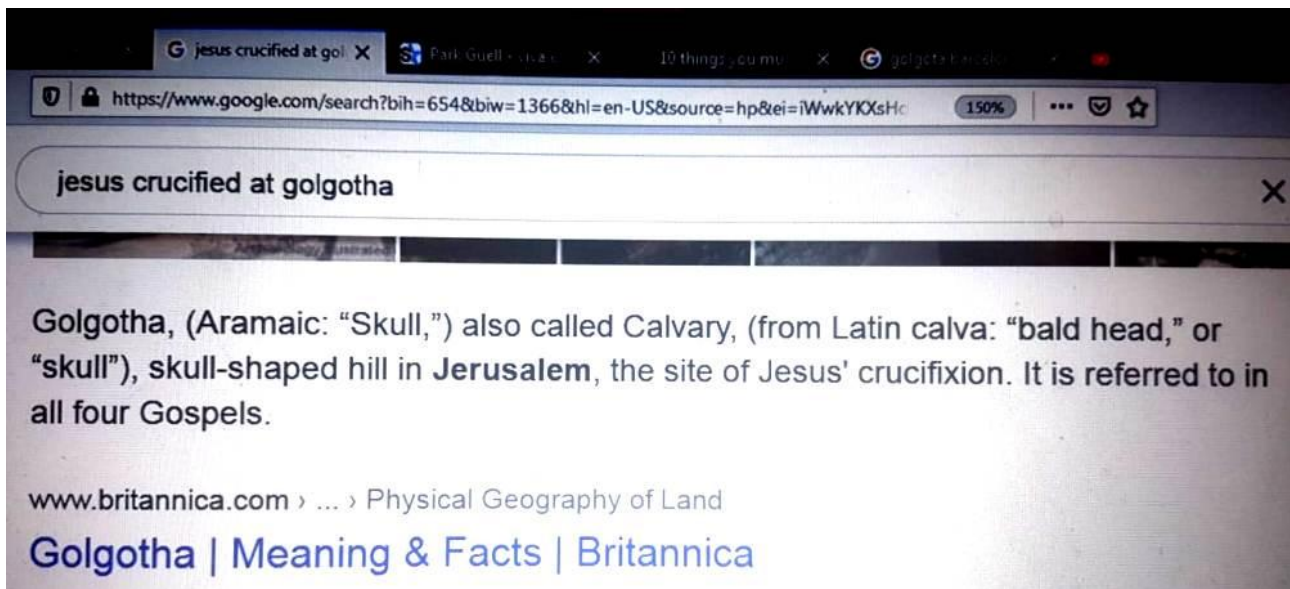 jesus crucified at gol
Park Guell
10 things you mu
https://www.google.com/search?bih=654&biw=1366&hl=en-US&source=hp&ei=iWwkYKXsHc
150%
jesus crucified at golgotha
Golgotha, (Aramaic: “Skull,”) also called Calvary, (from Latin calva: “bald head,” or
“skull”), skull-shaped hill in Jerusalem, the site of Jesus' crucifixion. It is referred to in
all four Gospels.
www.britannica.com › ... › Physical Geography of Land
Golgotha | Meaning & Facts | Britannica